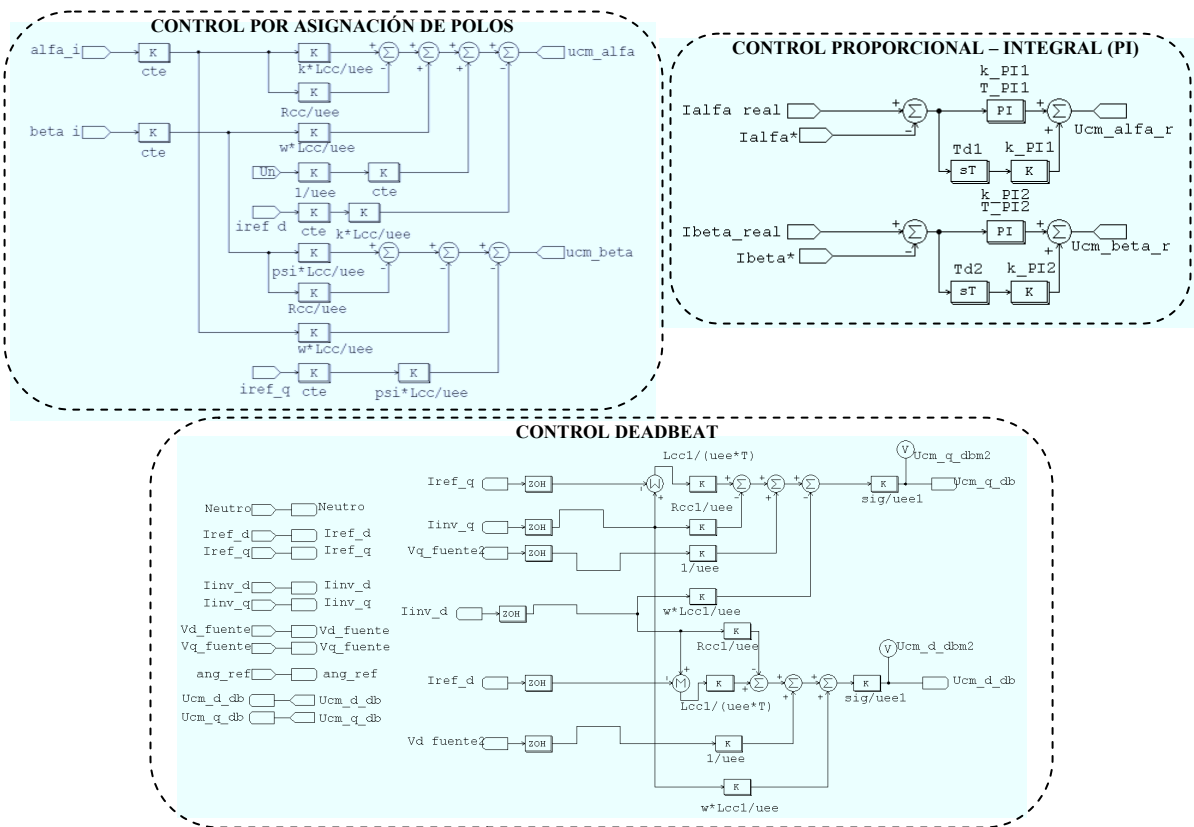 CONTROL POR ASIGNACIÓN DE POLOS
alfa_i
K
cte
K
k*Lcc/uee
Σ
Σ
Σ
Σ
ucm_alfa
K
Rcc/uee
beta i
K
cte
K
w*Lcc/uee
Un
K
1/uee
K
cte
iref d
K
cte
K
k*Lcc/uee
K
psi*Lcc/uee
Σ
Σ
Σ
ucm_beta
K
Rcc/uee
K
w*Lcc/uee
iref_q
K
cte
K
psi*Lcc/uee
CONTROL PROPORCIONAL – INTEGRAL (PI)
k_PI1
T_PI1
Ialfa real
Σ
PI
Σ
Ucm_alfa_r
Ialfa*
Td1
k_PI1
sT
K
k_PI2
T_PI2
Ibeta_real
Σ
PI
Σ
Ucm_beta_r
Ibeta*
Td2
k_PI2
sT
K
CONTROL DEADBEAT
Neutro
Neutro
Iref_d
Iref_d
Iref_q
Iref_q
Iinv_d
Iinv_d
Iinv_q
Iinv_q
Vd_fuente
Vd_fuente
Vq_fuente
Vq_fuente
ang_ref
ang_ref
Ucm_d_db
Ucm_d_db
Ucm_q_db
Ucm_q_db
Iref_q
ZOH
Lcc1/(uee*T)
K
Σ
Σ
Σ
K
sig/uee1
V
Ucm_q_dbm2
Ucm_q_db
Rcc1/uee
Iinv_q
ZOH
K
Vq_fuente2
ZOH
K
1/uee
K
w*Lcc1/uee
Iinv_d
ZOH
K
Rcc1/uee
Iref_d
ZOH
K
Lcc1/(uee*T)
Σ
Σ
Σ
K
sig/uee1
V
Ucm_d_dbm2
Ucm_d_db
Vd fuente2
ZOH
K
1/uee
K
w*Lcc1/uee